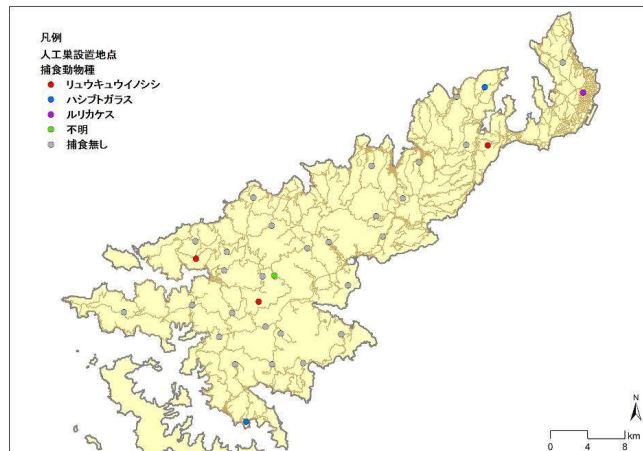 凡例
人工巣設置地点
捕食動物種
リュウキュウイノシシ
ハシブトガラス
ルリカケス
不明
捕食無し
N
0 4 8 km